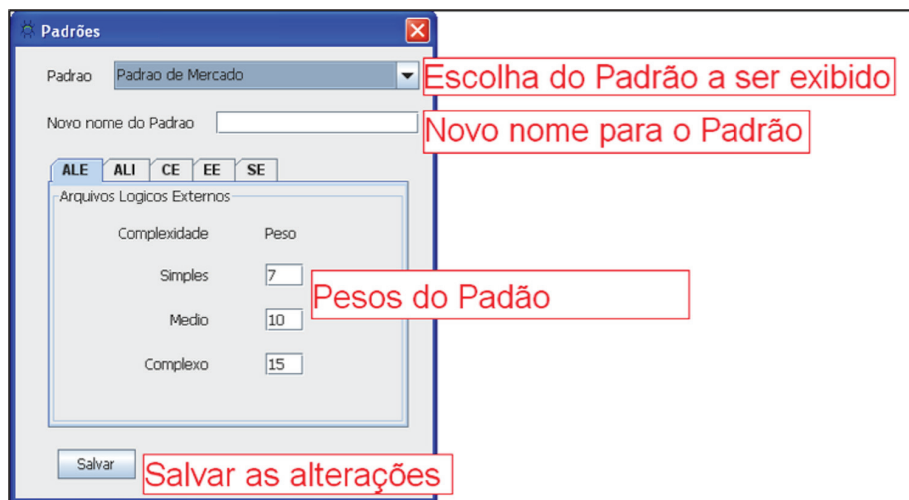 Padrões
Padrao Padrao de Mercado Escolha do Padrão a ser exibido
Novo nome do Padrao Novo nome para o Padrão
ALE ALI CE EE SE
Arquivos Logicos Externos
Complexidade Peso
Simples 7
Pesos do Padão
Medio 10
Complexo 15
Salvar Salvar as alterações